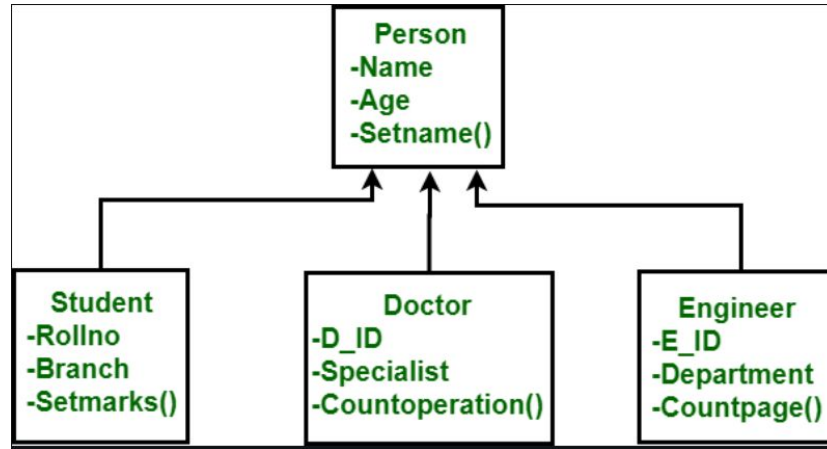 Person
-Name
-Age
-Setname()
Student
-Rollno
-Branch
-Setmarks()
Doctor
-D_ID
-Specialist
-Countoperation()
Engineer
-E_ID
-Department
-Countpage()